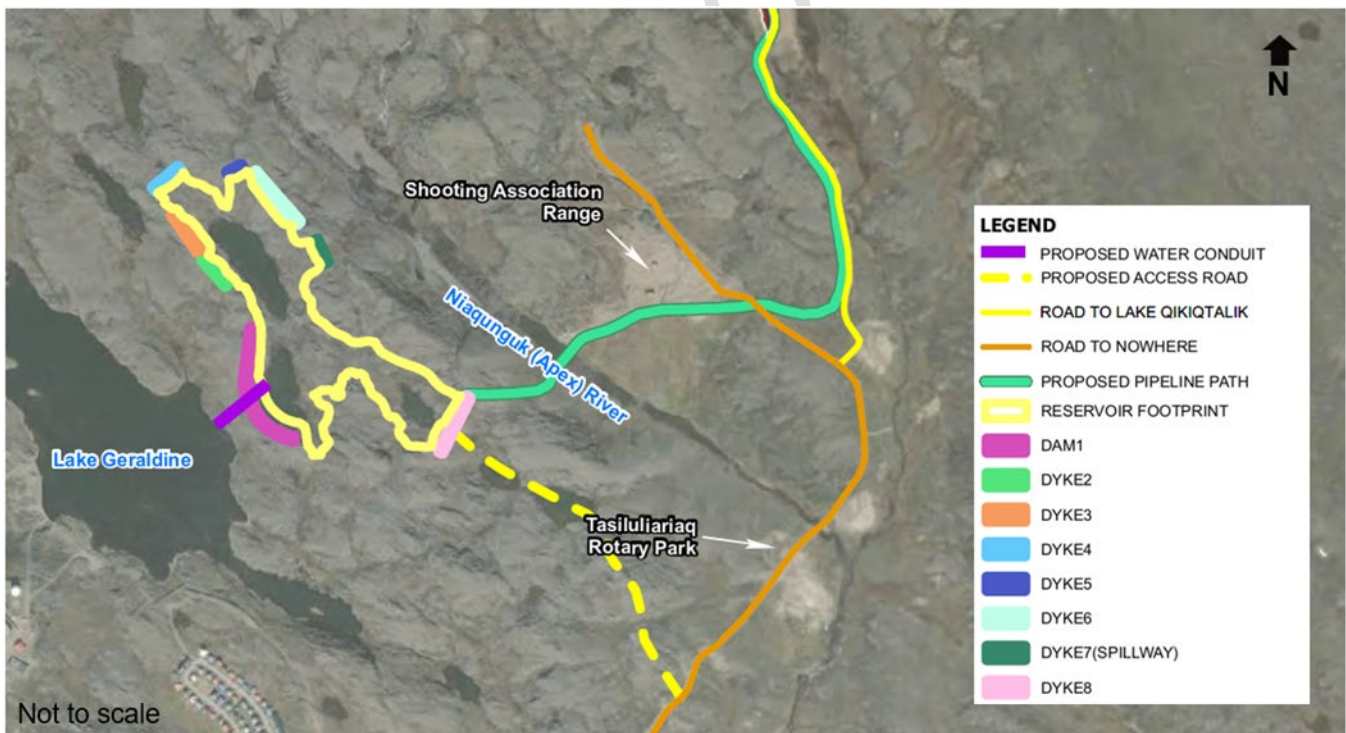 N
Shooting Association
Range
Niaqunguk (Apex) River
Lake Geraldine
Tasiluliariaq
Rotary Park
Not to scale
LEGEND
PROPOSED WATER CONDUIT
PROPOSED ACCESS ROAD
ROAD TO LAKE QIKIQTALIK
ROAD TO NOWHERE
PROPOSED PIPELINE PATH
RESERVOIR FOOTPRINT
DAM1
DYKE2
DYKE3
DYKE4
DYKE5
DYKE6
DYKE7(SPILLWAY)
DYKE8